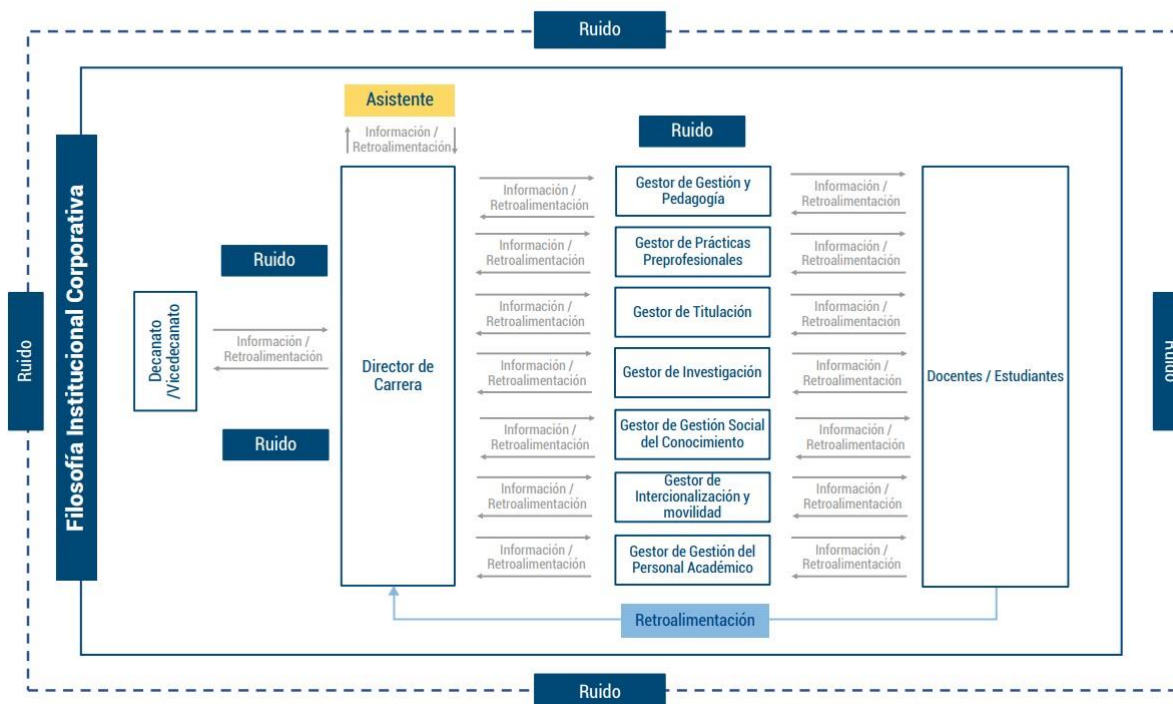 Ruido
Asistente
Información /
Retroalimentación
Ruido
Filosofía Institucional Corporativa
Ruido
Ruido
Decanato
/Vicedecanato
Información /
Retroalimentación
Ruido
Director de
Carrera
Información /
Retroalimentación
Gestor de Gestión y
Pedagogía
Información /
Retroalimentación
Información /
Retroalimentación
Gestor de Prácticas
Preprofesionales
Información /
Retroalimentación
Información /
Retroalimentación
Gestor de Titulación
Información /
Retroalimentación
Información /
Retroalimentación
Gestor de Investigación
Información /
Retroalimentación
Información /
Retroalimentación
Gestor de Gestión Social
del Conocimiento
Información /
Retroalimentación
Información /
Retroalimentación
Gestor de
Intercionalización y
movilidad
Información /
Retroalimentación
Información /
Retroalimentación
Gestor de Gestión del
Personal Académico
Información /
Retroalimentación
Docentes / Estudiantes
Ruido
Retroalimentación
Ruido